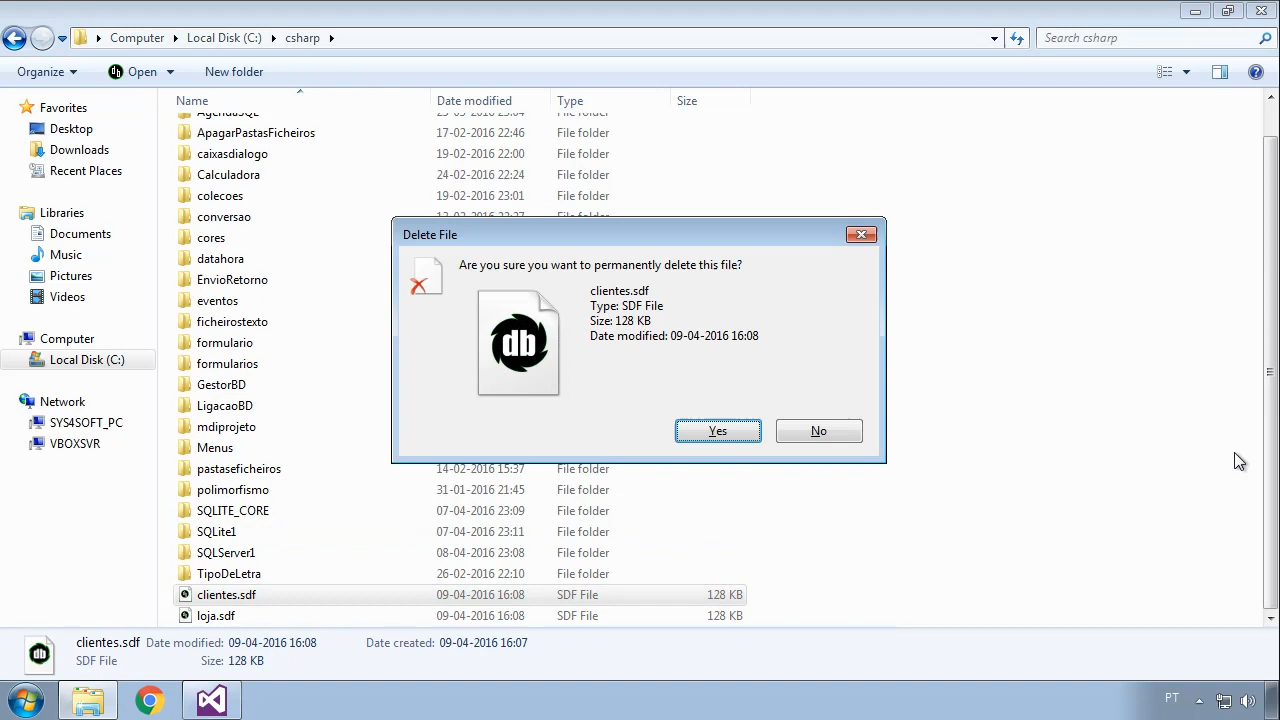 Computer
Local Disk (C:)
csharp
Search csharp
Organize
Open
New folder
Name
Date modified
Type
Size
Favorites
Desktop
Downloads
Recent Places
Libraries
Documents
Music
Pictures
Videos
Computer
Local Disk (C:)
Network
SYS4SOFT_PC
VBOXSVR
File folder
ApagarPastasFicheiros 17-02-2016 22:46 File folder
caixasdialogo 19-02-2016 22:00 File folder
Calculadora 24-02-2016 22:24 File folder
colecoes 19-02-2016 23:01 File folder
conversao File folder
cores
datahora
EnvioRetorno
eventos
ficheirostexto
formulario
formularios
GestorBD
LigacaoBD
mdiprojeto
Menus
pastaseficheiros 14-02-2016 15:37 File folder
polimorfismo 31-01-2016 21:45 File folder
SQLITE_CORE 07-04-2016 23:09 File folder
SQLite1 07-04-2016 23:11 File folder
SQLServer1 08-04-2016 23:08 File folder
TipoDeLetra 26-02-2016 22:10 File folder
clientes.sdf 09-04-2016 16:08 SDF File 128 KB
loja.sdf 09-04-2016 16:08 SDF File 128 KB
Delete File
Are you sure you want to permanently delete this file?
db
clientes.sdf
Type: SDF File
Size: 128 KB
Date modified: 09-04-2016 16:08
Yes
No
db
clientes.sdf Date modified: 09-04-2016 16:08 Date created: 09-04-2016 16:07
SDF File Size: 128 KB
PT